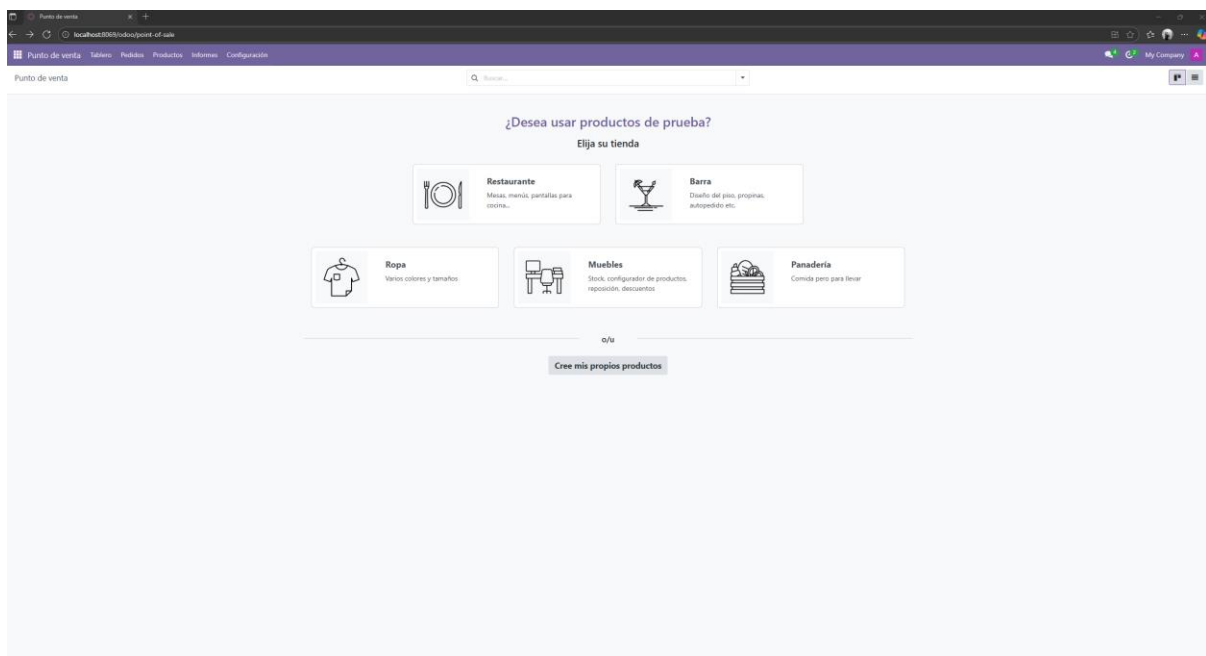 Punto de venta
localhost:8069/odoo/point-of-sale
Punto de venta Tablero Pedidos Productos Informes Configuración
My Company A
Punto de venta
Buscar...
¿Desea usar productos de prueba?
Elija su tienda
Restaurante
Mesas, menús, pantallas para
cocina...
Barra
Diseño del piso, propinas,
autopedido etc.
Ropa
Varios colores y tamaños
Muebles
Stock, configurador de productos,
reposición, descuentos
Panadería
Comida pero para llevar
o/u
Cree mis propios productos